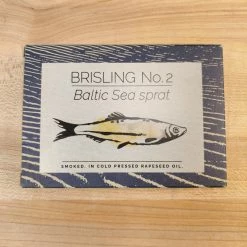 BRISLING No.2
Baltic Sea sprat
SMOKED. IN COLD PRESSED RAPESEED OIL.